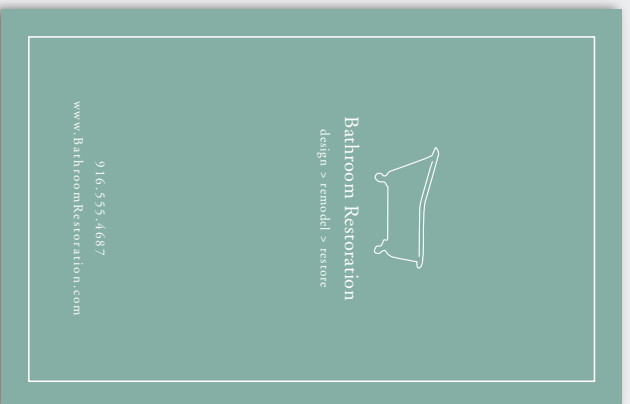 Bathroom Restoration
design > remodel > restore
916.555.4687
www.BathroomRestoration.com